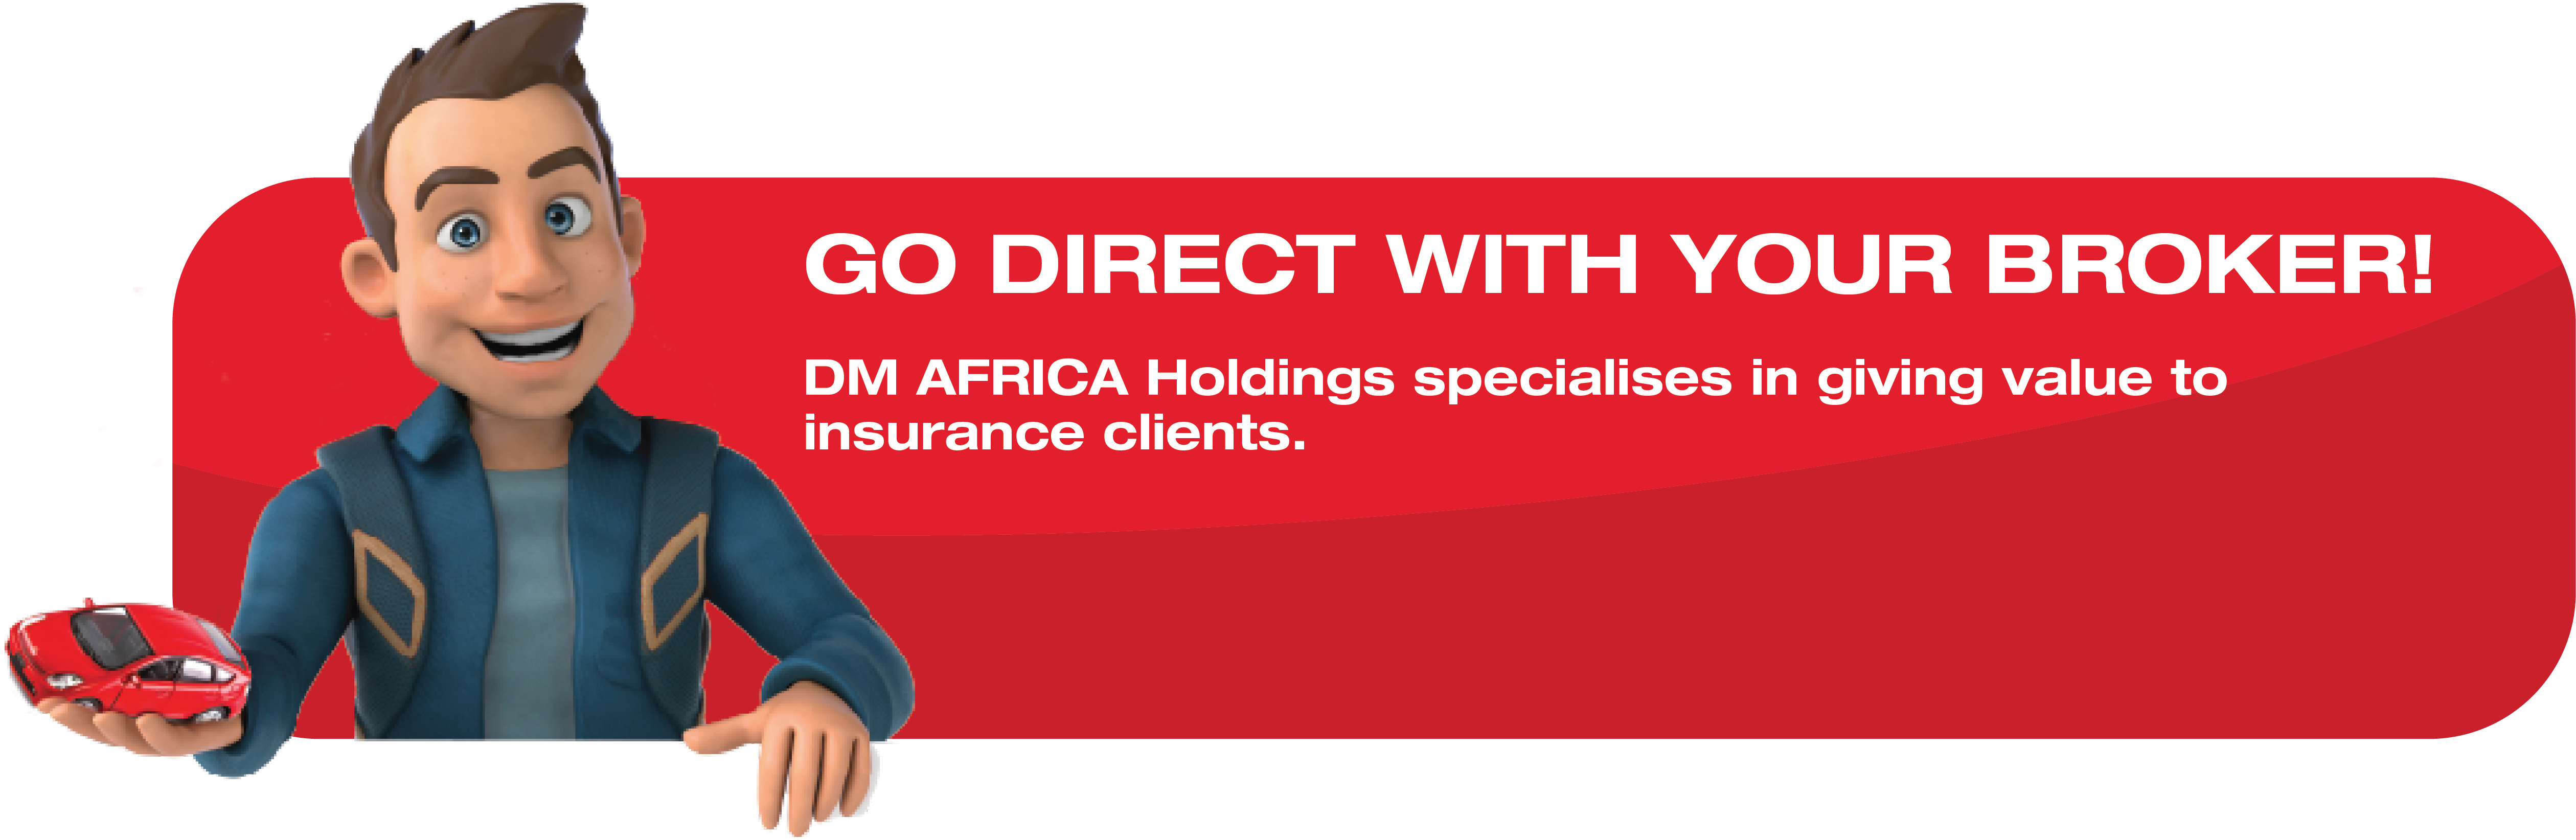 GO DIRECT WITH YOUR BROKER!
DM AFRICA Holdings specialises in giving value to
insurance clients.